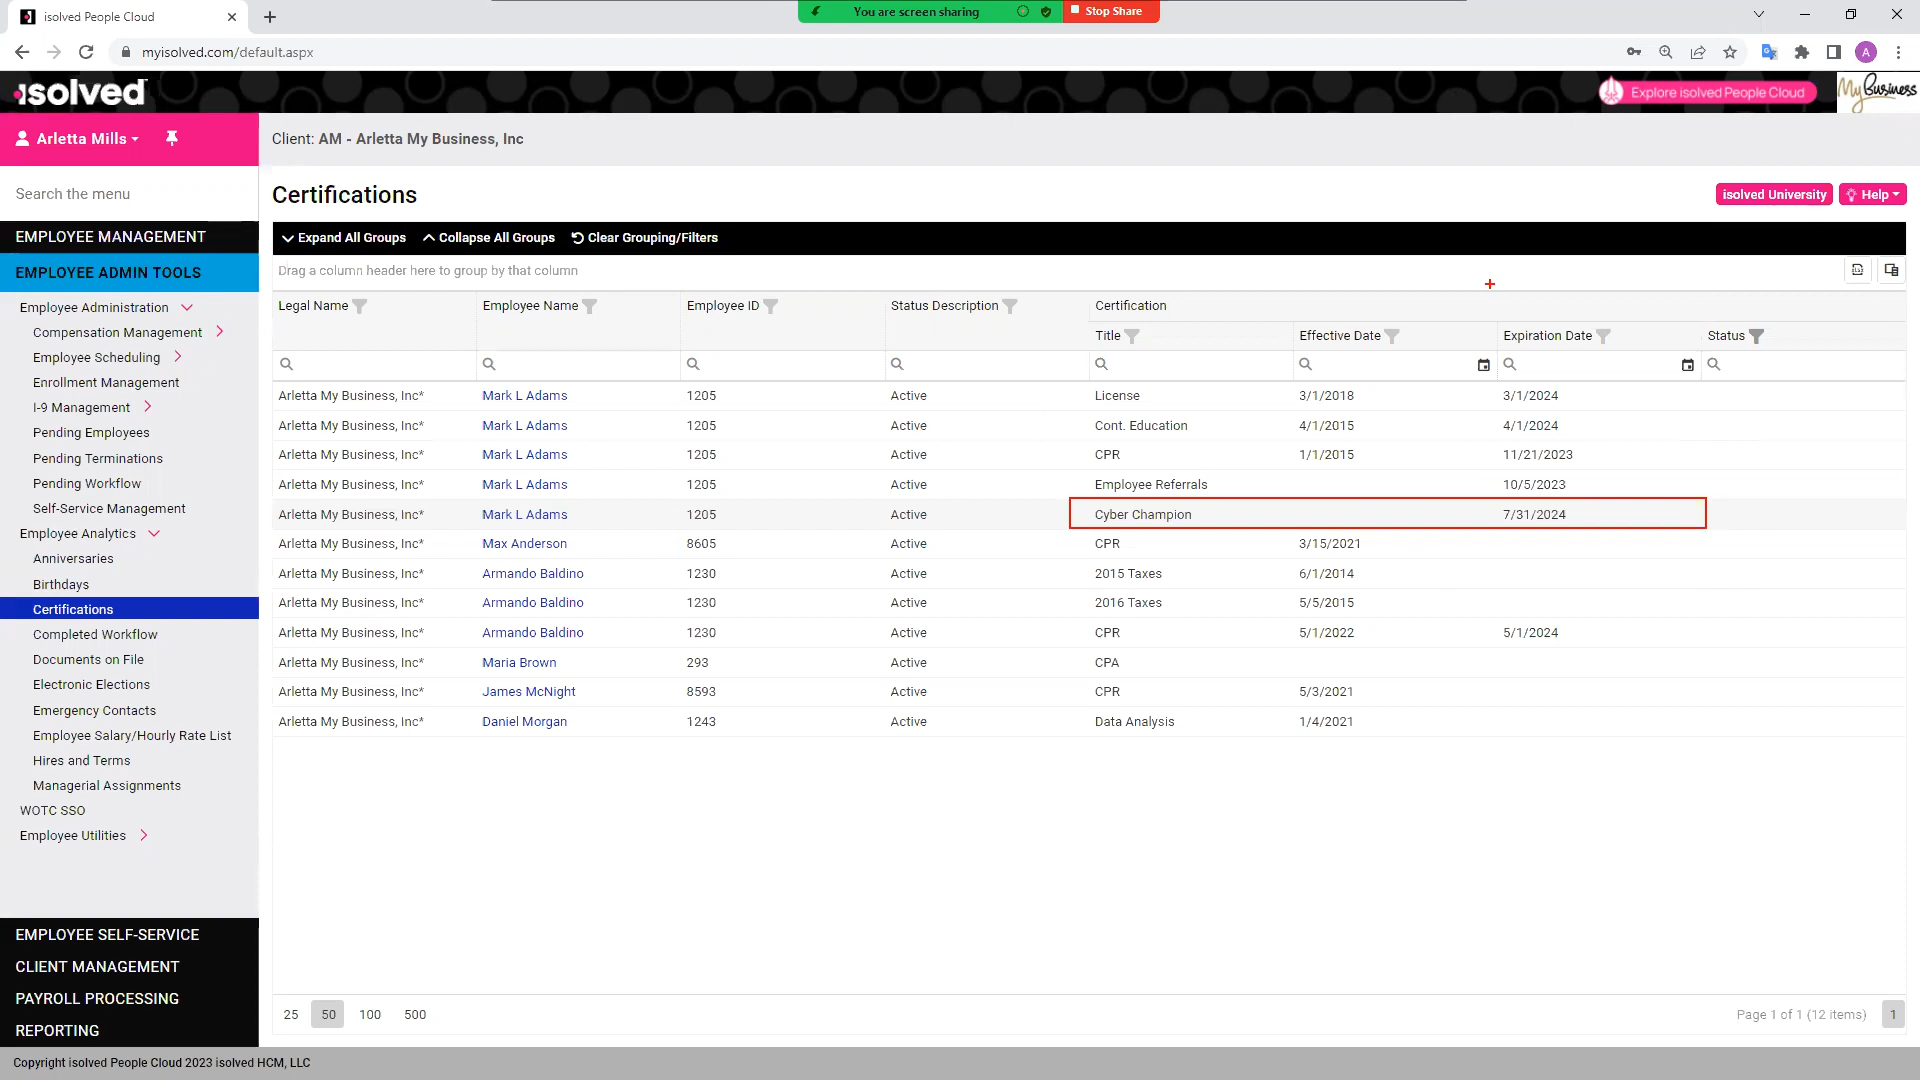 isolved People Cloud
You are screen sharing
Stop Share
myisolved.com/default.aspx
A
isolved
Explore isolved People Cloud
MyBusiness
Arletta Mills
Client: AM - Arletta My Business, Inc
Search the menu
Certifications
isolved University
Help
EMPLOYEE MANAGEMENT
EMPLOYEE ADMIN TOOLS
Employee Administration
Compensation Management
Employee Scheduling
Enrollment Management
I-9 Management
Pending Employees
Pending Terminations
Pending Workflow
Self-Service Management
Employee Analytics
Anniversaries
Birthdays
Certifications
Completed Workflow
Documents on File
Electronic Elections
Emergency Contacts
Employee Salary/Hourly Rate List
Hires and Terms
Managerial Assignments
WOTC SSO
Employee Utilities
EMPLOYEE SELF-SERVICE
CLIENT MANAGEMENT
PAYROLL PROCESSING
REPORTING
Expand All Groups Collapse All Groups Clear Grouping/Filters
Drag a column header here to group by that column
Legal Name Employee Name Employee ID Status Description Certification
Title Effective Date Expiration Date Status
Arletta My Business, Inc* Mark L Adams 1205 Active License 3/1/2018 3/1/2024
Arletta My Business, Inc* Mark L Adams 1205 Active Cont. Education 4/1/2015 4/1/2024
Arletta My Business, Inc* Mark L Adams 1205 Active CPR 1/1/2015 11/21/2023
Arletta My Business, Inc* Mark L Adams 1205 Active Employee Referrals 10/5/2023
Arletta My Business, Inc* Mark L Adams 1205 Active Cyber Champion 7/31/2024
Arletta My Business, Inc* Max Anderson 8605 Active CPR 3/15/2021
Arletta My Business, Inc* Armando Baldino 1230 Active 2015 Taxes 6/1/2014
Arletta My Business, Inc* Armando Baldino 1230 Active 2016 Taxes 5/5/2015
Arletta My Business, Inc* Armando Baldino 1230 Active CPR 5/1/2022 5/1/2024
Arletta My Business, Inc* Maria Brown 293 Active CPA
Arletta My Business, Inc* James McNight 8593 Active CPR 5/3/2021
Arletta My Business, Inc* Daniel Morgan 1243 Active Data Analysis 1/4/2021
25 50 100 500
Page 1 of 1 (12 items) 1
Copyright isolved People Cloud 2023 isolved HCM, LLC